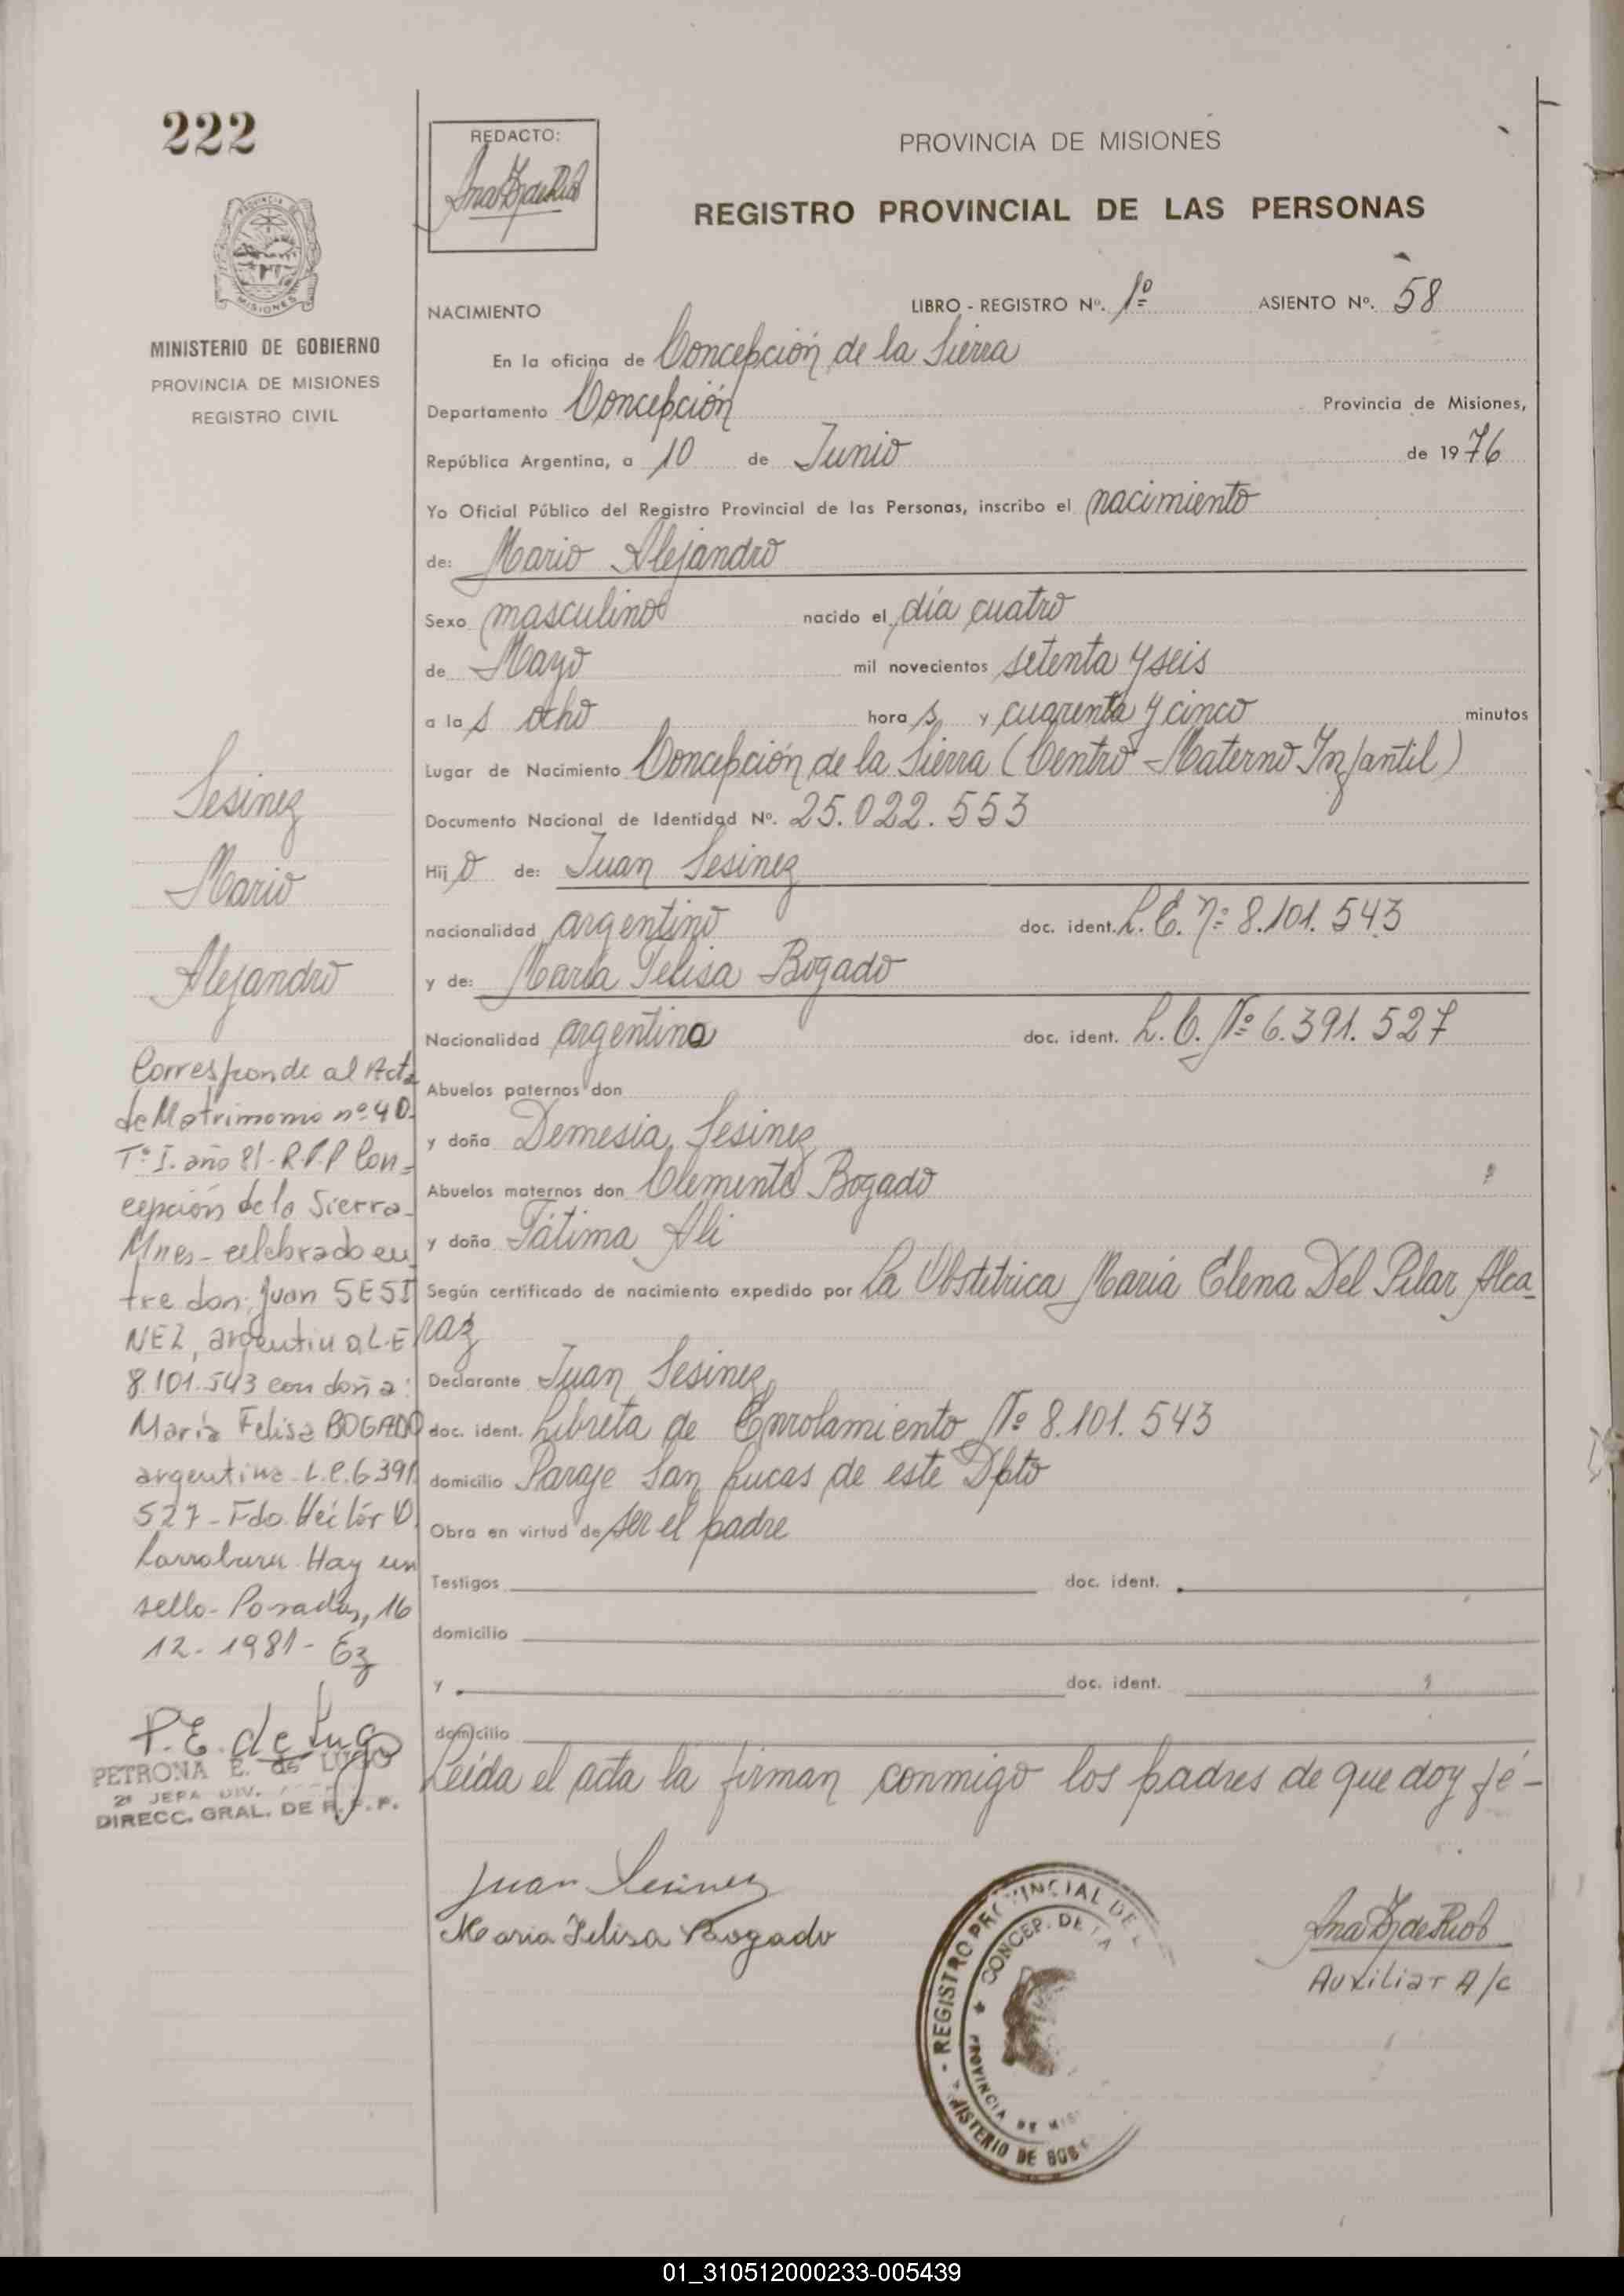 222
REDACTO:
PROVINCIA DE MISIONES
REGISTRO PROVINCIAL DE LAS PERSONAS
MISIONES
MINISTERIO DE GOBIERNO
PROVINCIA DE MISIONES
REGISTRO CIVIL
NACIMIENTO LIBRO - REGISTRO Nº. 1º ASIENTO Nº. 58
En la oficina de Concepción de la Sierra
Departamento Concepción Provincia de Misiones,
República Argentina, a 10 de Junio de 1976
Yo Oficial Público del Registro Provincial de las Personas, inscribo el nacimiento
de: Mario Alejandro
Sexo masculino nacido el día cuatro
de Mayo mil novecientos setenta y seis
a las ocho horas y cuarenta y cinco minutos
Lugar de Nacimiento Concepción de la Sierra (Centro Materno Infantil)
Documento Nacional de Identidad Nº. 25.022.553
Hijo de: Juan Sesinez
nacionalidad argentino doc. ident. L.E. Nº 8.101.543
y de: María Felisa Bogado
Nacionalidad argentina doc. ident. L.C. Nº 6.391.527
Abuelos paternos don
y doña Demesia Sesinez
Abuelos maternos don Clemente Bogado
y doña Fátima Ali
Según certificado de nacimiento expedido por La Obstetrica María Elena Del Pilar Alca
raz
Declarante Juan Sesinez
doc. ident. Libreta de Enrolamiento Nº 8.101.543
domicilio Paraje San Lucas de este Dpto
Obra en virtud de ser el padre
Testigos doc. ident.
domicilio
y doc. ident.
domicilio
Leída el acta la firman conmigo los padres de que doy fé -
Sesinez
Mario
Alejandro
Corresponde al Acta
de Matrimonio nº 40.
Tº I. año 81 - R.P.P Con-
cepción de la Sierra-
Mnes - celebrado en
tre don: Juan SESI
NEZ, argentino L.E
8.101.543 con doña:
María Felisa BOGADO
argentina - L.C. 6391
527 - Fdo. Héctor D.
Larraburu. Hay un
sello - Posadas, 16
12 - 1981 - Ez
P.E. de Lugo
PETRONA E. de LUGO
2º JEFA DIV.
DIRECC. GRAL. DE R.P.P.
Juan Sesinez
Maria Felisa Bogado
REGISTRO PROVINCIAL DE L
CONCEP. DE LA
PROVINCIA DE MIS
MISTERIO DE GOBIE
Auxiliar A/c
01_310512000233-005439